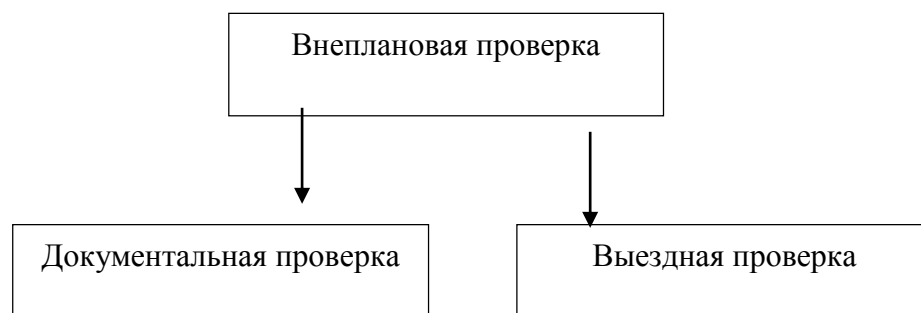 Внеплановая проверка
Документальная проверка
Выездная проверка